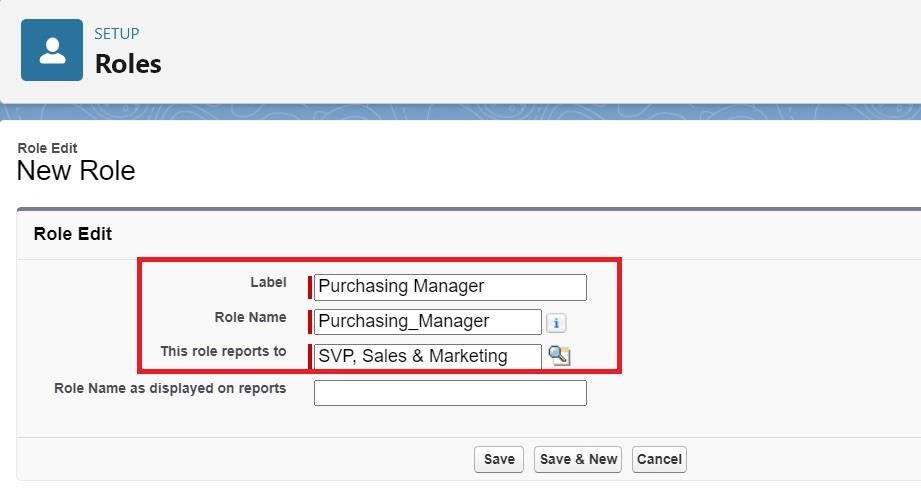 SETUP
Roles
Role Edit
New Role
Role Edit
Label Purchasing Manager
Role Name Purchasing_Manager i
This role reports to SVP, Sales & Marketing
Role Name as displayed on reports
Save Save & New Cancel